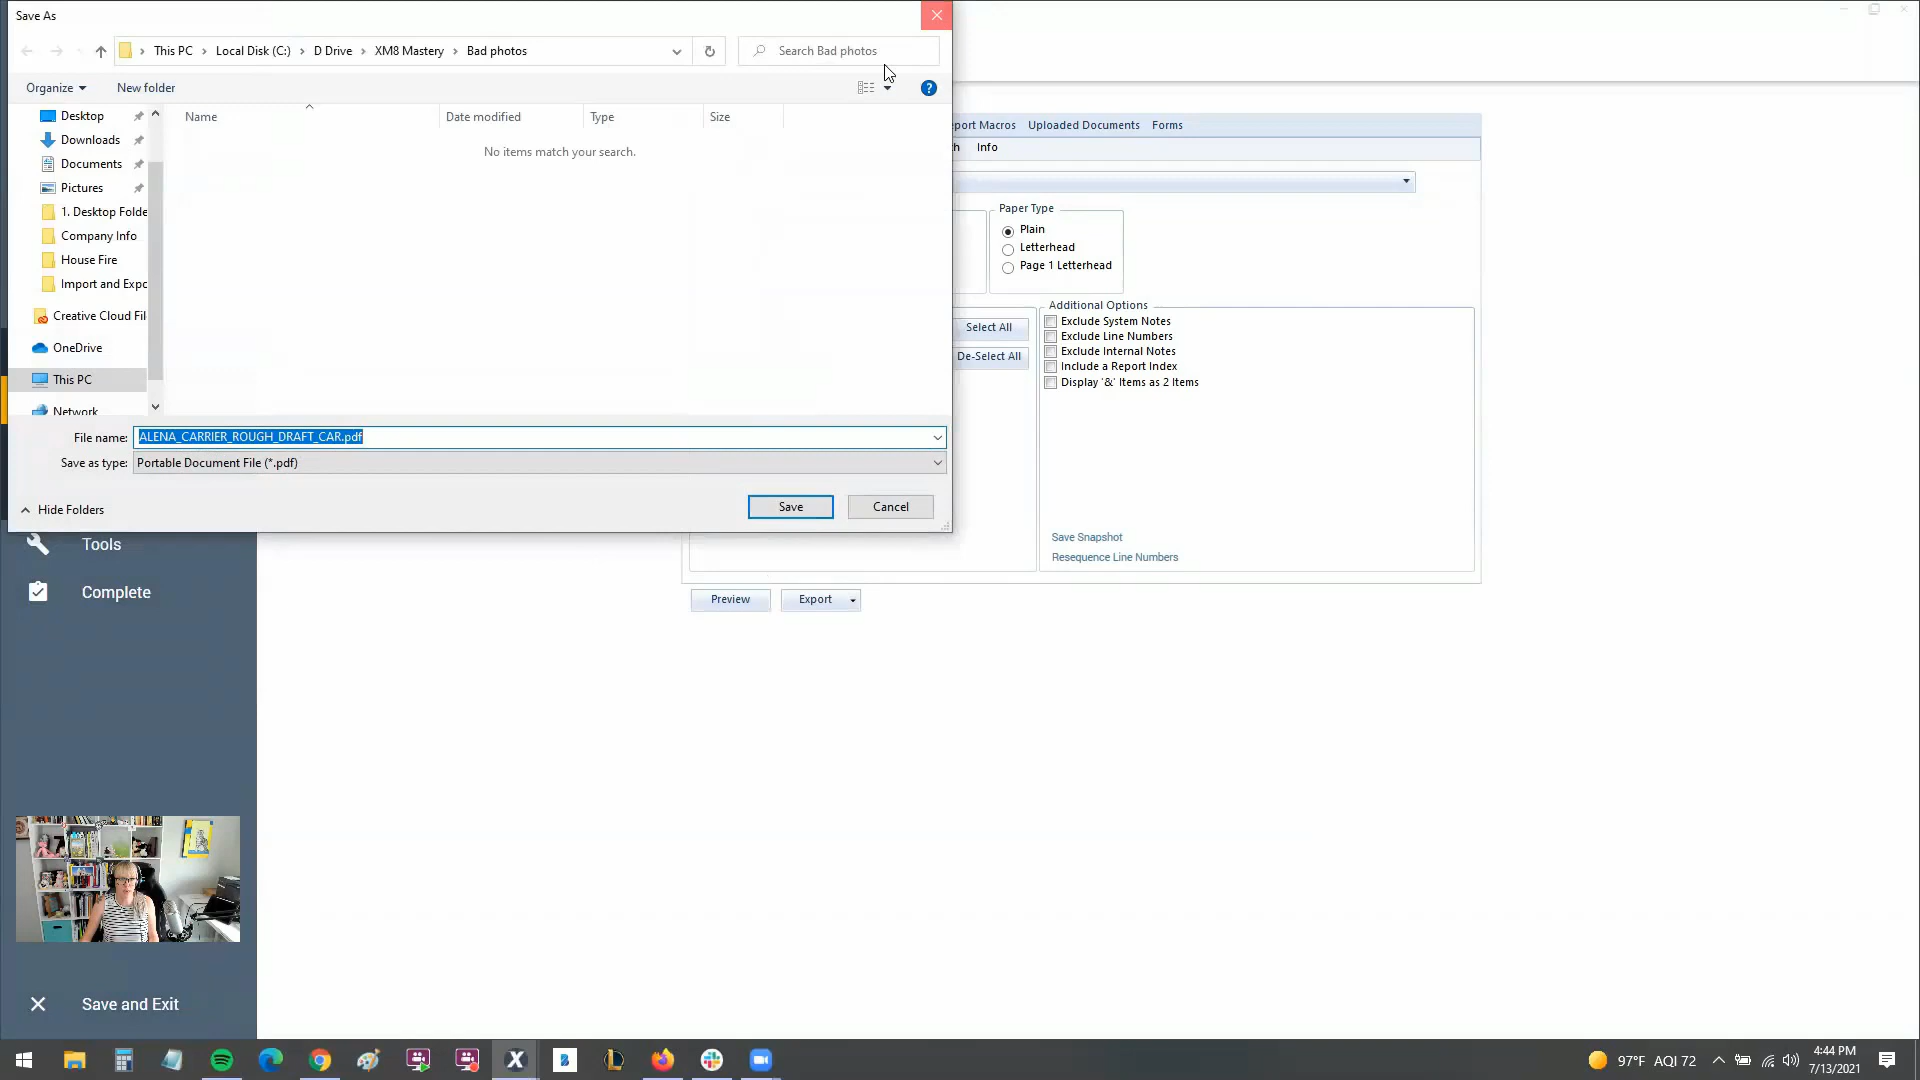 Save As
This PC > Local Disk (C:) > D Drive > XM8 Mastery > Bad photos
Search Bad photos
Organize
New folder
Desktop
Downloads
Documents
Pictures
1. Desktop Folde
Company Info
House Fire
Import and Expo
Creative Cloud Fil
OneDrive
This PC
Network
Name
Date modified
Type
Size
No items match your search.
File name: ALENA_CARRIER_ROUGH_DRAFT_CAR.pdf
Save as type: Portable Document File (*.pdf)
Hide Folders
Save
Cancel
port Macros
Uploaded Documents
Forms
Info
Paper Type
Plain
Letterhead
Page 1 Letterhead
Select All
De-Select All
Additional Options
Exclude System Notes
Exclude Line Numbers
Exclude Internal Notes
Include a Report Index
Display '&' Items as 2 Items
Save Snapshot
Resequence Line Numbers
Preview
Export
Tools
Complete
Save and Exit
97°F AQI 72
4:44 PM
7/13/2021